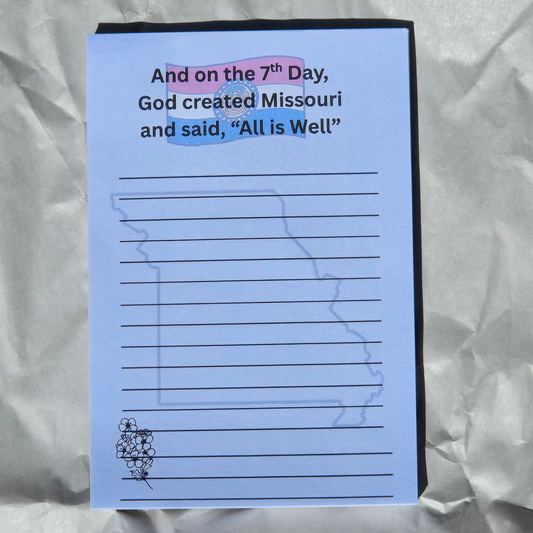 And on the 7th Day,
God created Missouri
and said, “All is Well”